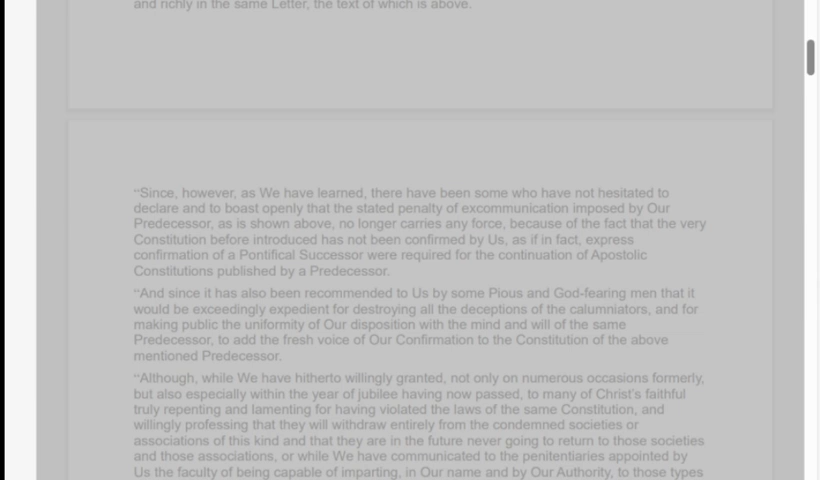 and richly in the same Letter, the text of which is above.
“Since, however, as We have learned, there have been some who have not hesitated to
declare and to boast openly that the stated penalty of excommunication imposed by Our
Predecessor, as is shown above, no longer carries any force, because of the fact that the very
Constitution before introduced has not been confirmed by Us, as if in fact, express
confirmation of a Pontifical Successor were required for the continuation of Apostolic
Constitutions published by a Predecessor.
“And since it has also been recommended to Us by some Pious and God-fearing men that it
would be exceedingly expedient for destroying all the deceptions of the calumniators, and for
making public the uniformity of Our disposition with the mind and will of the same
Predecessor, to add the fresh voice of Our Confirmation to the Constitution of the above
mentioned Predecessor.
“Although, while We have hitherto willingly granted, not only on numerous occasions formerly,
but also especially within the year of jubilee having now passed, to many of Christ's faithful
truly repenting and lamenting for having violated the laws of the same Constitution, and
willingly professing that they will withdraw entirely from the condemned societies or
associations of this kind and that they are in the future never going to return to those societies
and those associations, or while We have communicated to the penitentiaries appointed by
Us the faculty of being capable of imparting, in Our name and by Our Authority, to those types